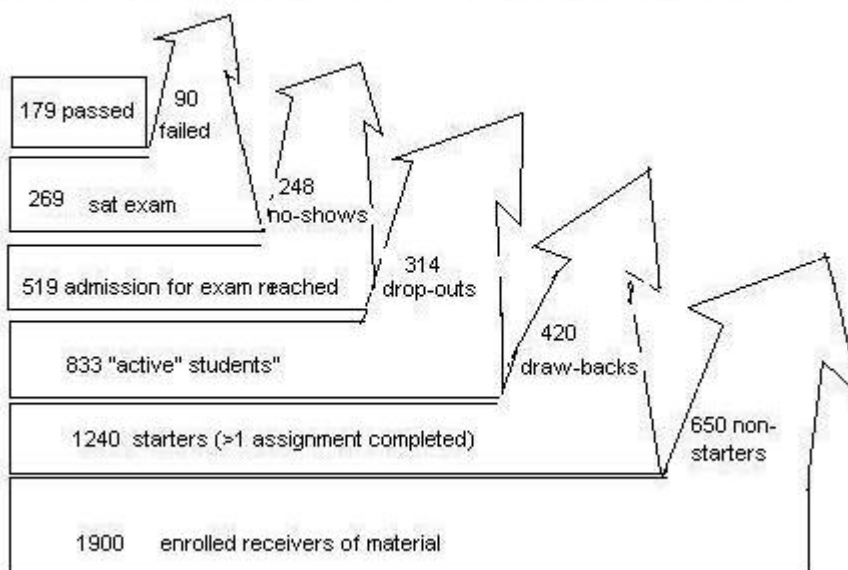 179 passed
90
failed
269 sat exam
248
no-shows
519 admission for exam reached
314
drop-outs
833 "active" students"
420
draw-backs
1240 starters (>1 assignment completed)
650 non-
starters
1900 enrolled receivers of material